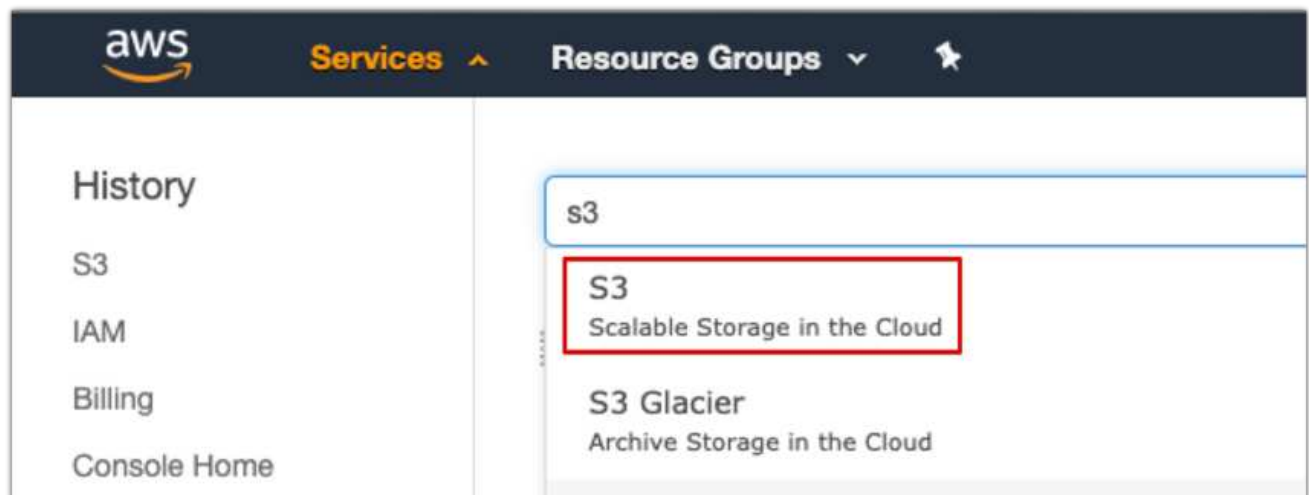 aws
Services
Resource Groups
History
S3
IAM
Billing
Console Home
s3
S3
Scalable Storage in the Cloud
S3 Glacier
Archive Storage in the Cloud